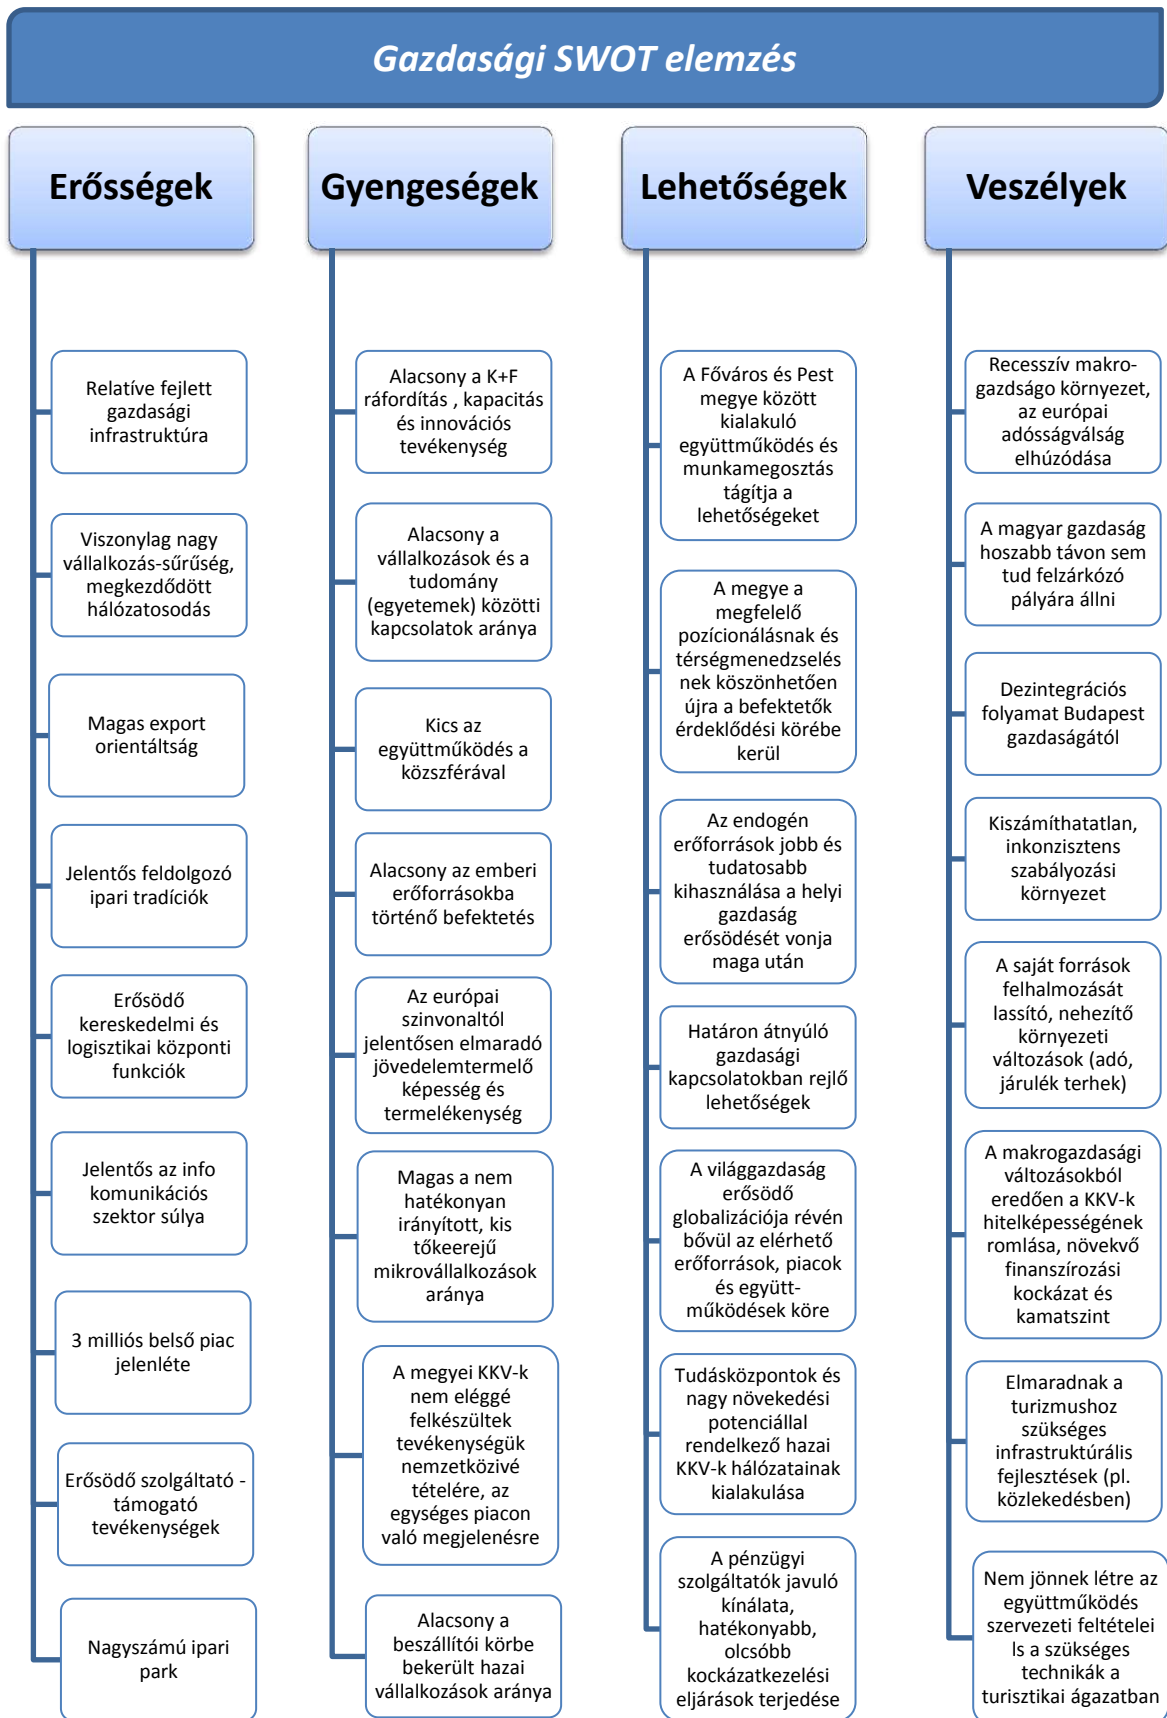 Gazdasági SWOT elemzés
Erősségek
Relatíve fejlett
gazdasági
infrastruktúra
Viszonylag nagy
vállalkozás-sűrűség,
megkezdődött
hálózatosodás
Magas export
orientáltság
Jelentős feldolgozó
ipari tradíciók
Erősödő
kereskedelmi és
logisztikai központi
funkciók
Jelentős az info
komunikációs
szektor súlya
3 milliós belső piac
jelenléte
Erősödő szolgáltató -
támogató
tevékenységek
Nagyszámú ipari
park
Gyengeségek
Alacsony a K+F
ráfordítás , kapacitás
és innovációs
tevékenység
Alacsony a
vállalkozások és a
tudomány
(egyetemek) közötti
kapcsolatok aránya
Kics az
együttműködés a
közszférával
Alacsony az emberi
erőforrásokba
történő befektetés
Az európai
szinvonaltól
jelentősen elmaradó
jövedelemtermelő
képesség és
termelékenység
Magas a nem
hatékonyan
irányított, kis
tőkeerejű
mikrovállalkozások
aránya
A megyei KKV-k
nem eléggé
felkészültek
tevékenységük
nemzetközivé
tételére, az
egységes piacon
való megjelenésre
Alacsony a
beszállítói körbe
bekerült hazai
vállalkozások aránya
Lehetőségek
A Főváros és Pest
megye között
kialakuló
együttműködés és
munkamegosztás
tágítja a
lehetőségeket
A megye a
megfelelő
pozícionálásnak és
térségmenedzselés
nek köszönhetően
újra a befektetők
érdeklődési körébe
kerül
Az endogén
erőforrások jobb és
tudatosabb
kihasználása a helyi
gazdaság
erősödését vonja
maga után
Határon átnyúló
gazdasági
kapcsolatokban rejlő
lehetőségek
A világgazdaság
erősödő
globalizációja révén
bővül az elérhető
erőforrások, piacok
és együtt-
működések köre
Tudásközpontok és
nagy növekedési
potenciállal
rendelkező hazai
KKV-k hálózatainak
kialakulása
A pénzügyi
szolgáltatók javuló
kínálata,
hatékonyabb,
olcsóbb
kockázatkezelési
eljárások terjedése
Veszélyek
Recesszív makro-
gazdságo környezet,
az európai
adósságválság
elhúzódása
A magyar gazdaság
hoszabb távon sem
tud felzárkózó
pályára állni
Dezintegrációs
folyamat Budapest
gazdaságától
Kiszámíthatatlan,
inkonzisztens
szabályozási
környezet
A saját források
felhalmozását
lassító, nehezítő
környezeti
változások (adó,
járulék terhek)
A makrogazdasági
változásokból
eredően a KKV-k
hitelképességének
romlása, növekvő
finanszírozási
kockázat és
kamatszint
Elmaradnak a
turizmushoz
szükséges
infrastruktúrális
fejlesztések (pl.
közlekedésben)
Nem jönnek létre az
együttműködés
szervezeti feltételei
ls a szükséges
technikák a
turisztikai ágazatban